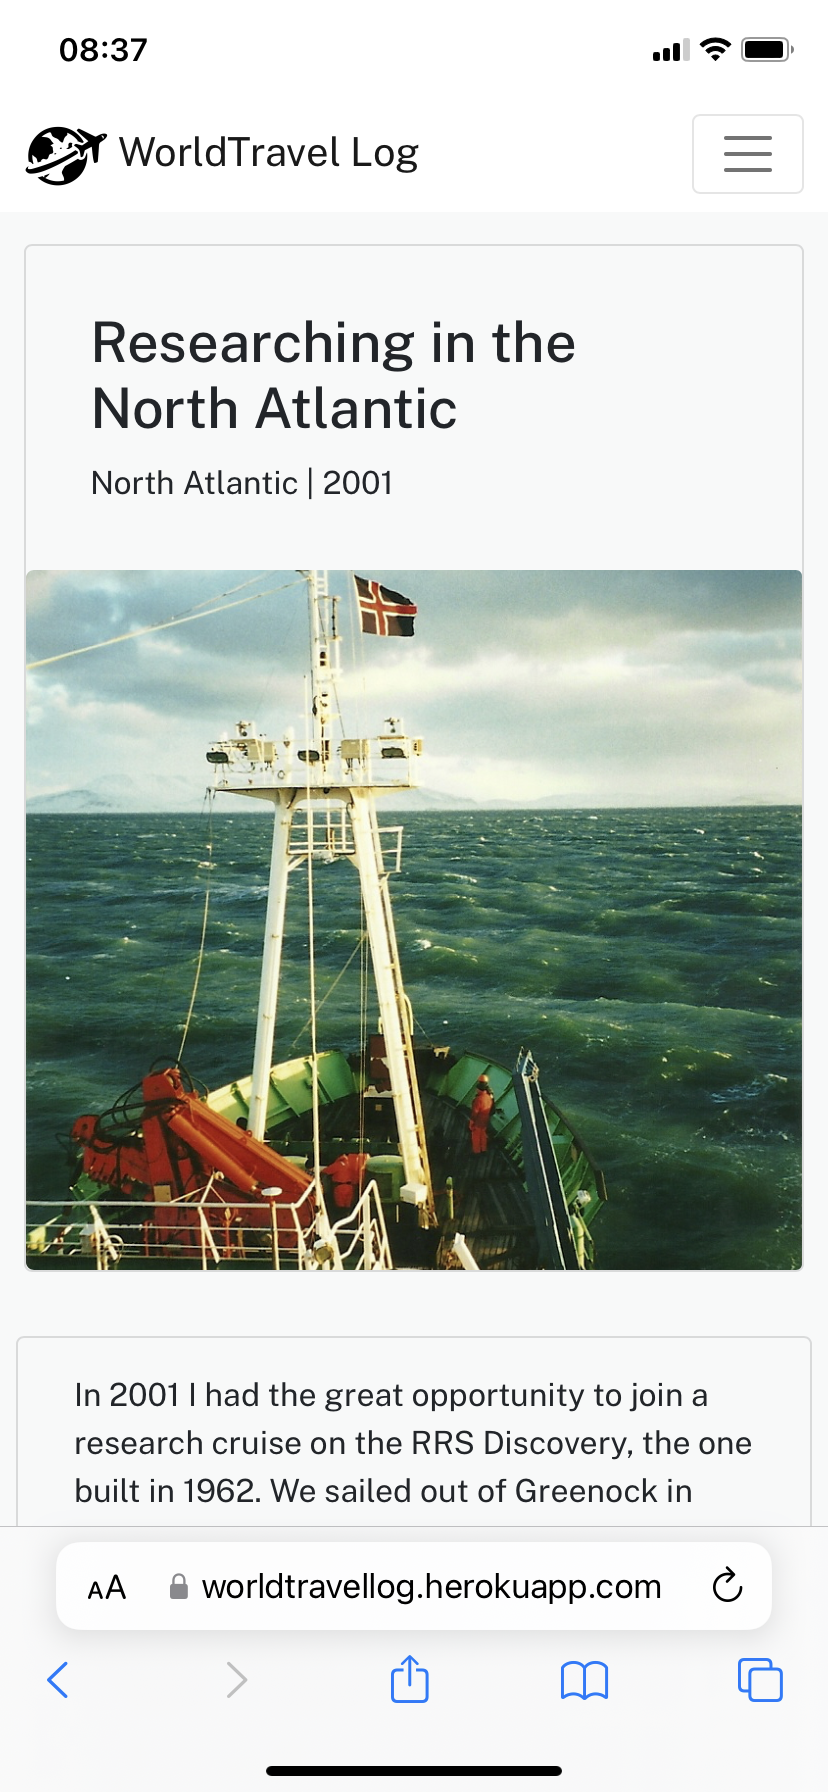 08:37
WorldTravel Log
Researching in the
North Atlantic
North Atlantic | 2001
In 2001 I had the great opportunity to join a
research cruise on the RRS Discovery, the one
built in 1962. We sailed out of Greenock in
AA worldtravellog.herokuapp.com